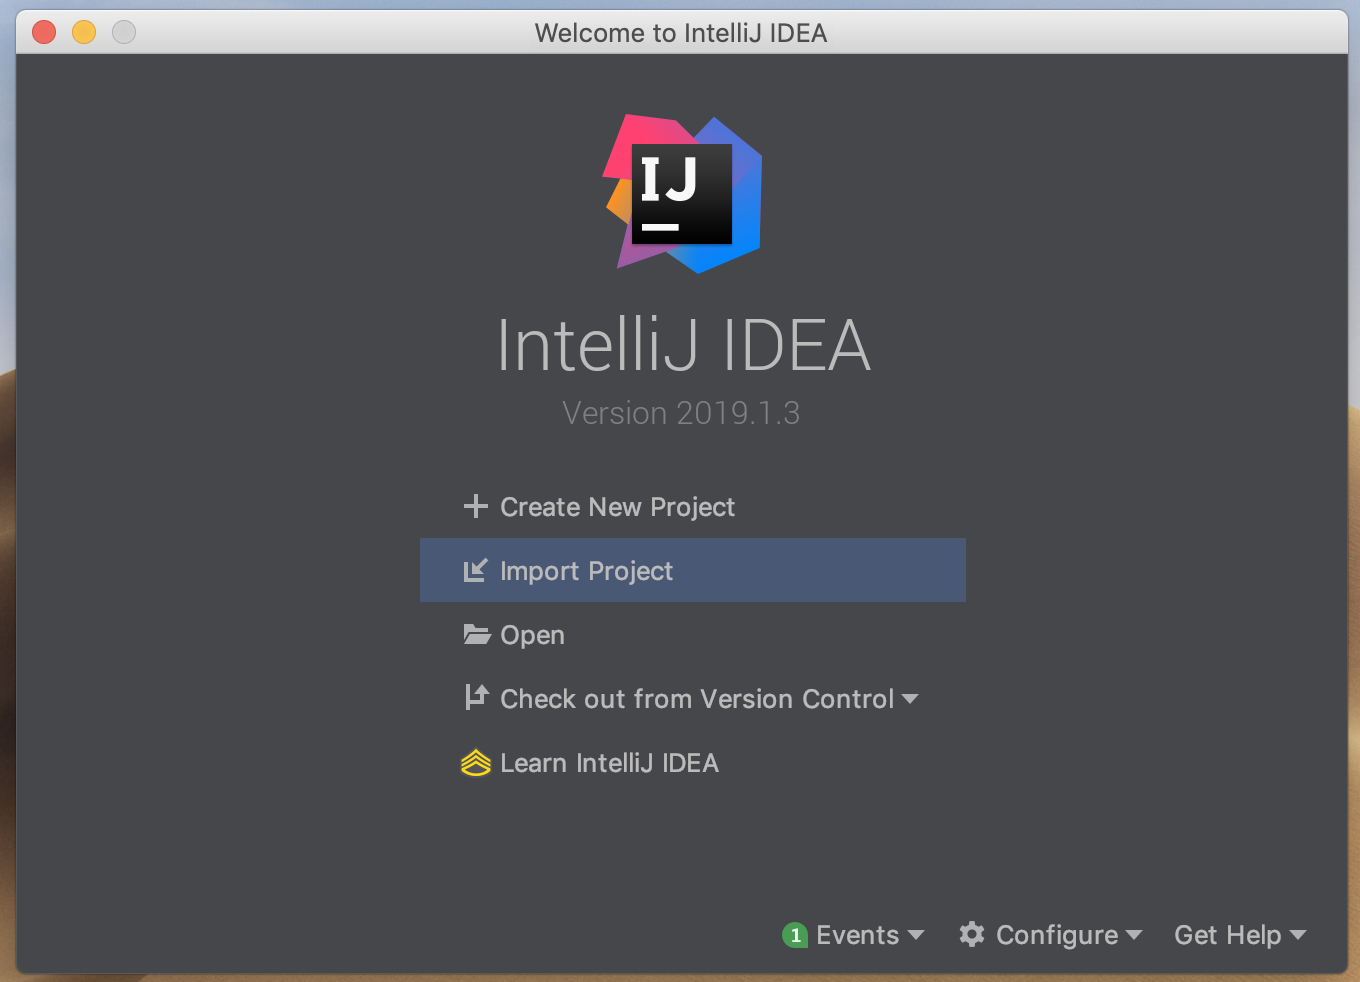 Welcome to IntelliJ IDEA
IJ
IntelliJ IDEA
Version 2019.1.3
Create New Project
Import Project
Open
Check out from Version Control
Learn IntelliJ IDEA
1 Events Configure Get Help